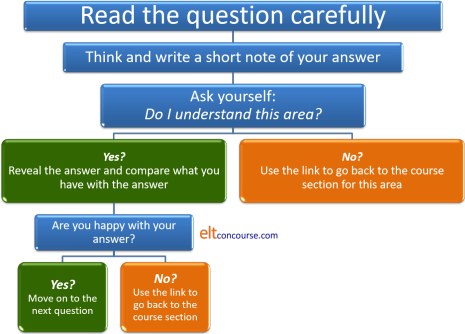 Read the question carefully
Think and write a short note of your answer
Ask yourself:
Do I understand this area?
Yes?
Reveal the answer and compare what you
have with the answer
No?
Use the link to go back to the course
section for this area
Are you happy with your
answer?
eltconcourse.com
Yes?
Move on to the
next question
No?
Use the link to
go back to the
course section